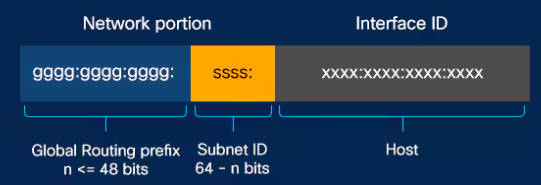 Network portion
Interface ID
gggg:gggg:gggg:
ssss:
xxxx:xxxx:xxxx:xxxx
Global Routing prefix
n <= 48 bits
Subnet ID
64 - n bits
Host